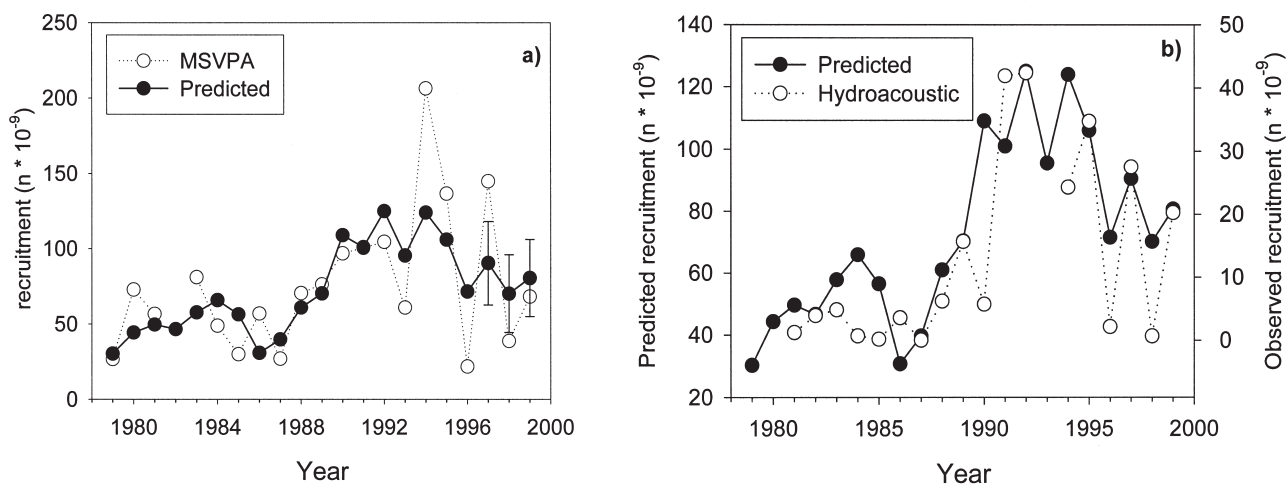 a)
MSVPA
Predicted
recruitment (n * 10-9)
250
200
150
100
50
0
1980 1984 1988 1992 1996 2000
Year
b)
Predicted
Hydroacoustic
Predicted recruitment (n * 10-9)
140
120
100
80
60
40
20
Observed recruitment (n * 10-9)
50
40
30
20
10
0
1980 1985 1990 1995 2000
Year